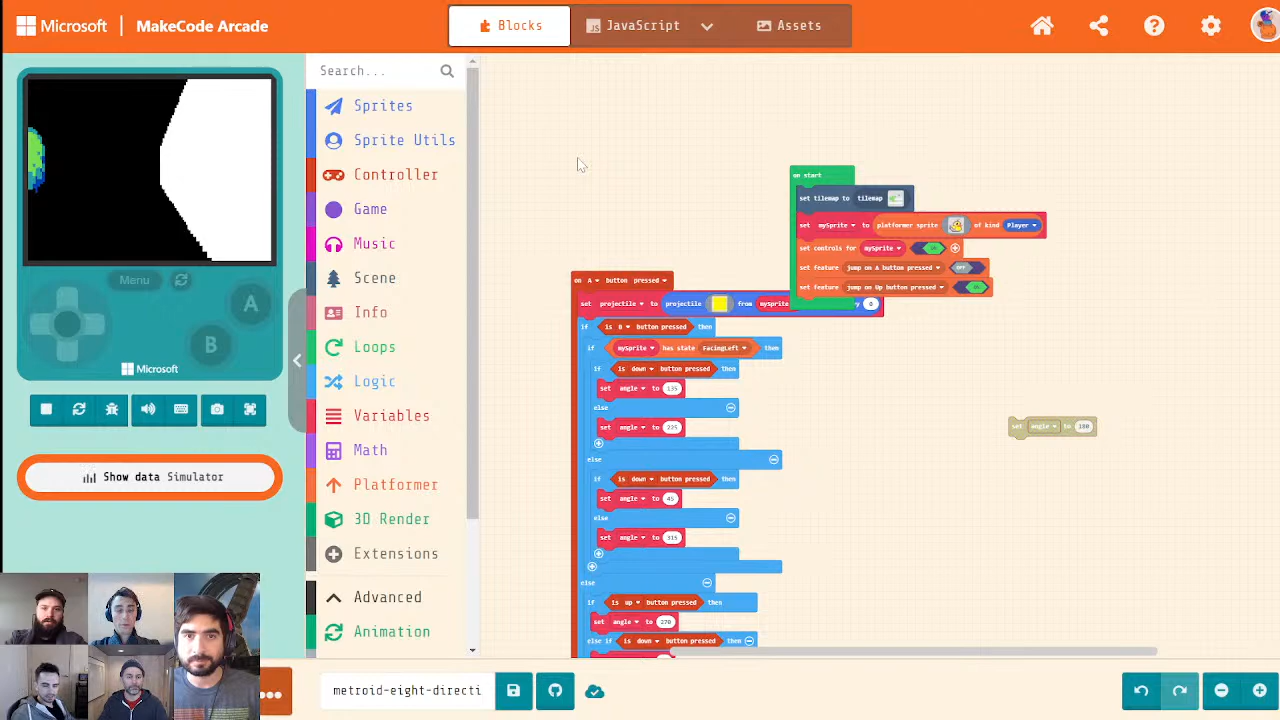 Microsoft | MakeCode Arcade
Blocks
JavaScript
Assets
Search...
Sprites
Sprite Utils
Controller
Game
Music
Scene
Info
Loops
Logic
Variables
Math
Platformer
3D Render
Extensions
Advanced
Animation
Menu
A
B
Microsoft
Show data Simulator
on start
set tilemap to tilemap
set mySprite to platformer sprite of kind Player
set controls for mySprite ON
set feature jump on A button pressed OFF
set feature jump on Up button pressed ON
on A button pressed
set projectile to projectile from mySprite y 0
if is B button pressed then
if mySprite has state FacingLeft then
if is down button pressed then
set angle to 135
else
set angle to 225
else
if is down button pressed then
set angle to 45
else
set angle to 315
else
if is up button pressed then
set angle to 270
else if is down button pressed then
set angle to 180
metroid-eight-directi